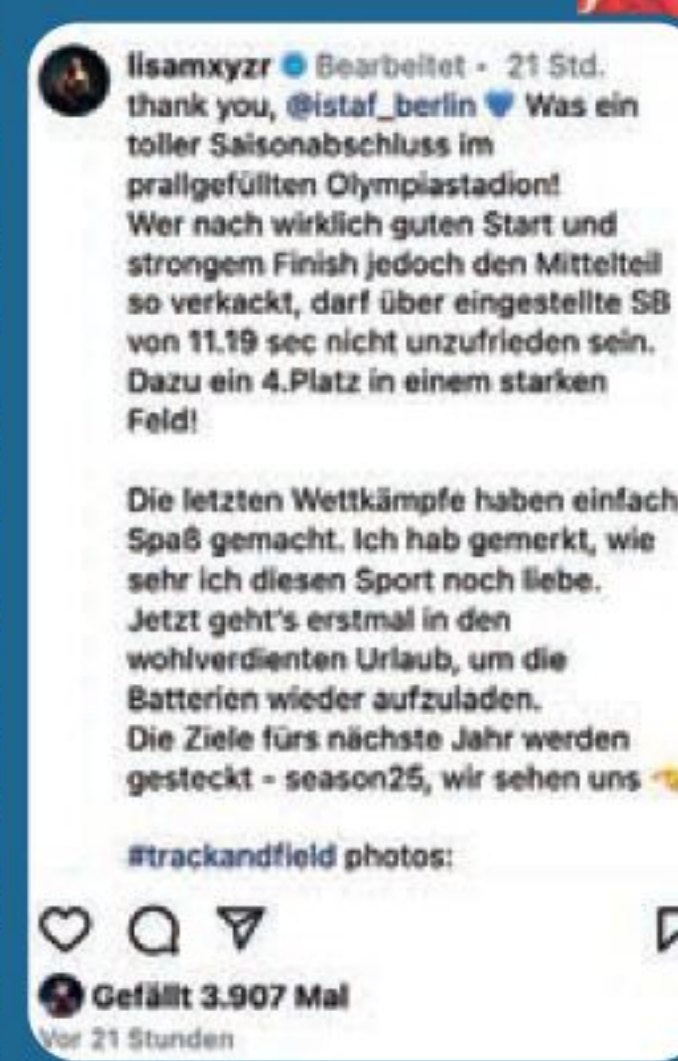 lisamxyzr Bearbeitet • 21 Std.
thank you, @istaf_berlin 💙 Was ein
toller Saisonabschluss im
prallgefüllten Olympiastadion!
Wer nach wirklich guten Start und
strongem Finish jedoch den Mittelteil
so verkackt, darf über eingestellte SB
von 11.19 sec nicht unzufrieden sein.
Dazu ein 4.Platz in einem starken
Feld!
Die letzten Wettkämpfe haben einfach
Spaß gemacht. Ich hab gemerkt, wie
sehr ich diesen Sport noch liebe.
Jetzt geht's erstmal in den
wohlverdienten Urlaub, um die
Batterien wieder aufzuladen.
Die Ziele fürs nächste Jahr werden
gesteckt - season25, wir sehen uns
#trackandfield photos:
Gefällt 3.907 Mal
Vor 21 Stunden